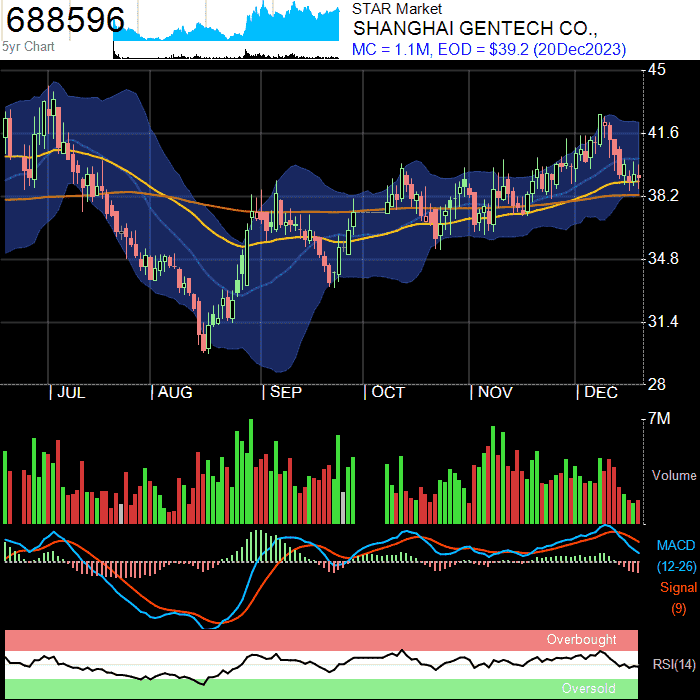 688596
5yr Chart
STAR Market
SHANGHAI GENTECH CO.,
MC = 1.1M, EOD = $39.2 (20Dec2023)
45
41.6
38.2
34.8
31.4
28
JUL AUG SEP OCT NOV DEC
7M
Volume
MACD
(12-26)
Signal
(9)
Overbought
RSI(14)
Oversold